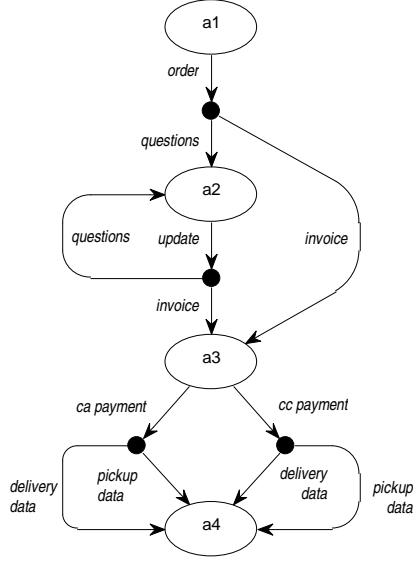 a1
order
questions
a2
questions
update
invoice
invoice
a3
ca payment
cc payment
delivery
data
pickup
data
delivery
data
pickup
data
a4